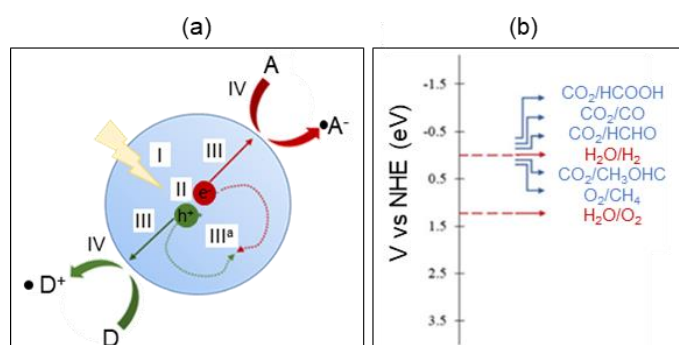 (a)
A
IV
•A-
I
III
II
e-
h+
III
IIIa
IV
• D+
D
(b)
V vs NHE (eV)
-1.5
-0.5
0.5
1.5
2.5
3.5
CO2/HCOOH
CO2/CO
CO2/HCHO
H2O/H2
CO2/CH3OHC
O2/CH4
H2O/O2